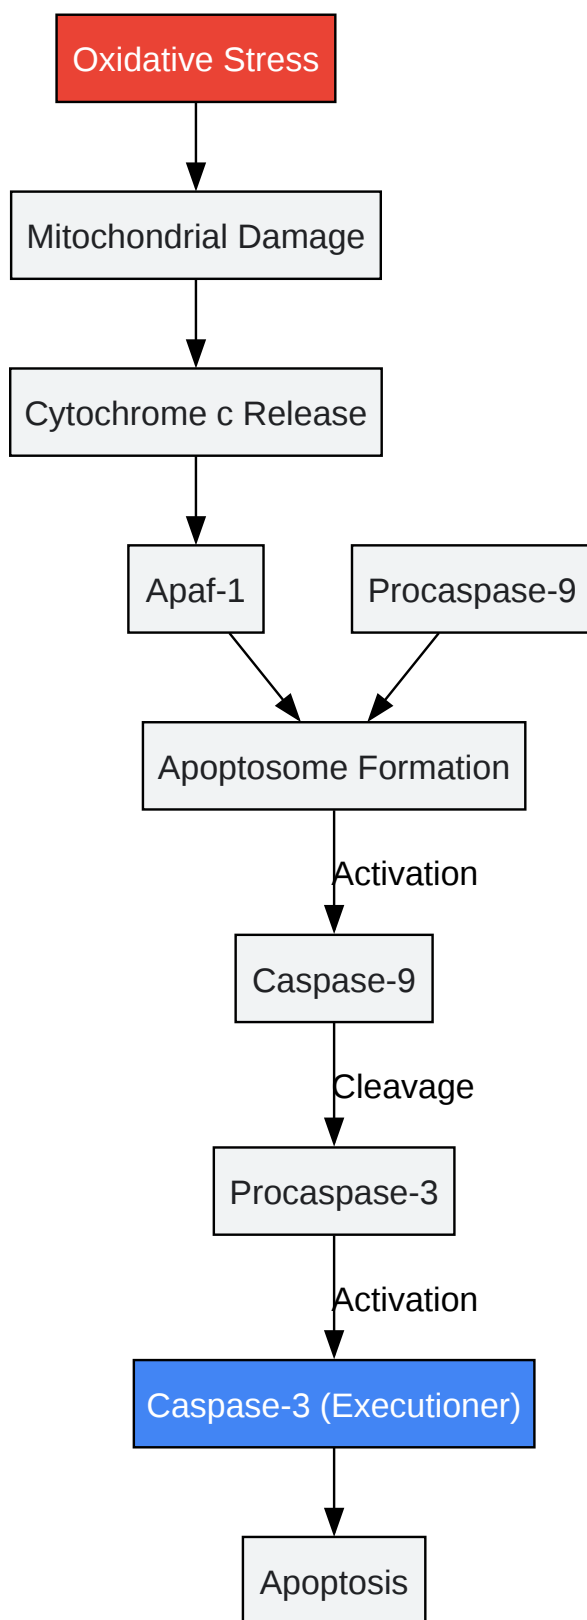 Oxidative Stress
Mitochondrial Damage
Cytochrome c Release
Apaf-1
Procaspase-9
Apoptosome Formation
Activation
Caspase-9
Cleavage
Procaspase-3
Activation
Caspase-3 (Executioner)
Apoptosis